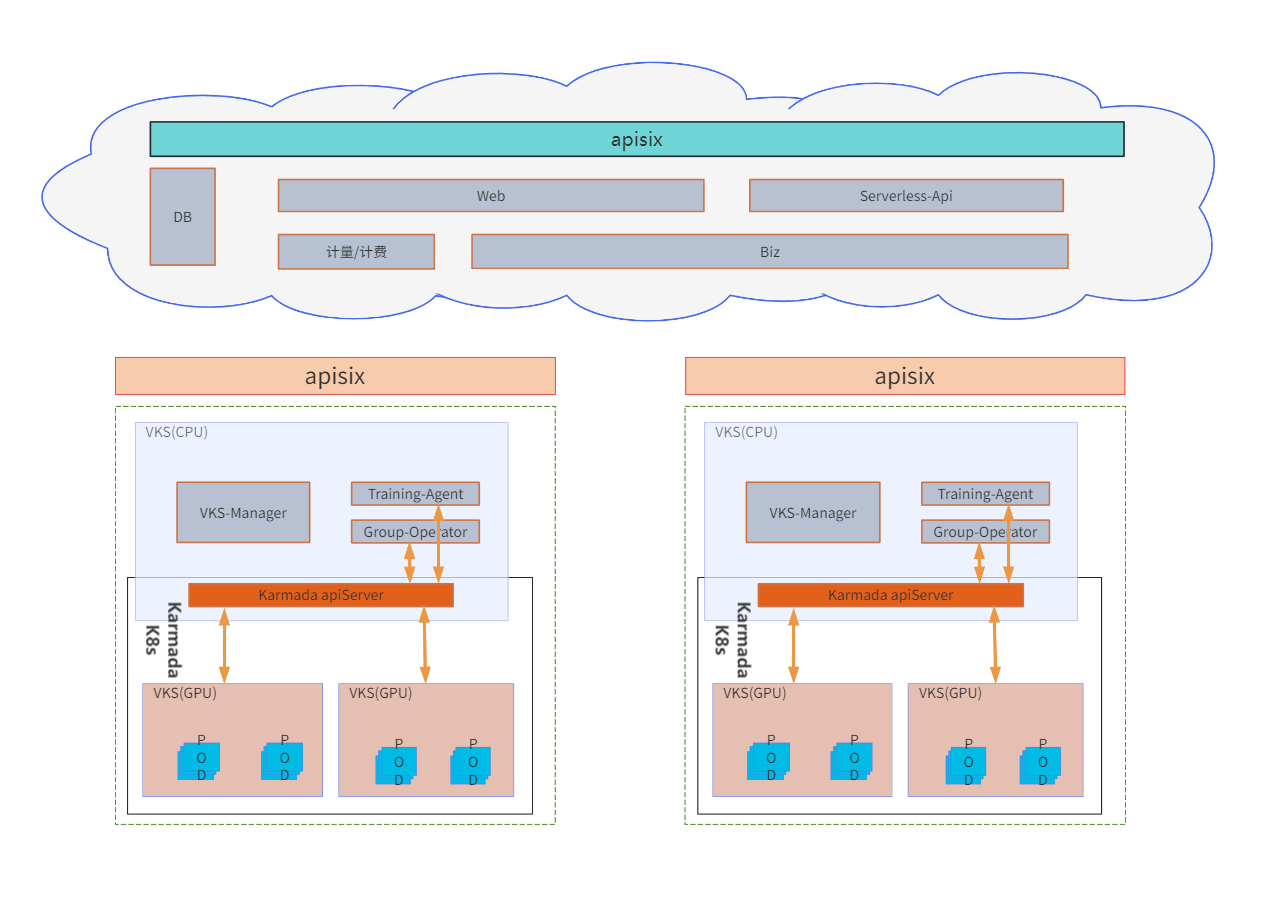 apisix
DB
Web
Serverless-Api
计量/计费
Biz
apisix
VKS(CPU)
VKS-Manager
Training-Agent
Group-Operator
Karmada apiServer
Karmada
K8s
VKS(GPU)
POD
POD
VKS(GPU)
POD
POD
apisix
VKS(CPU)
VKS-Manager
Training-Agent
Group-Operator
Karmada apiServer
Karmada
K8s
VKS(GPU)
POD
POD
VKS(GPU)
POD
POD